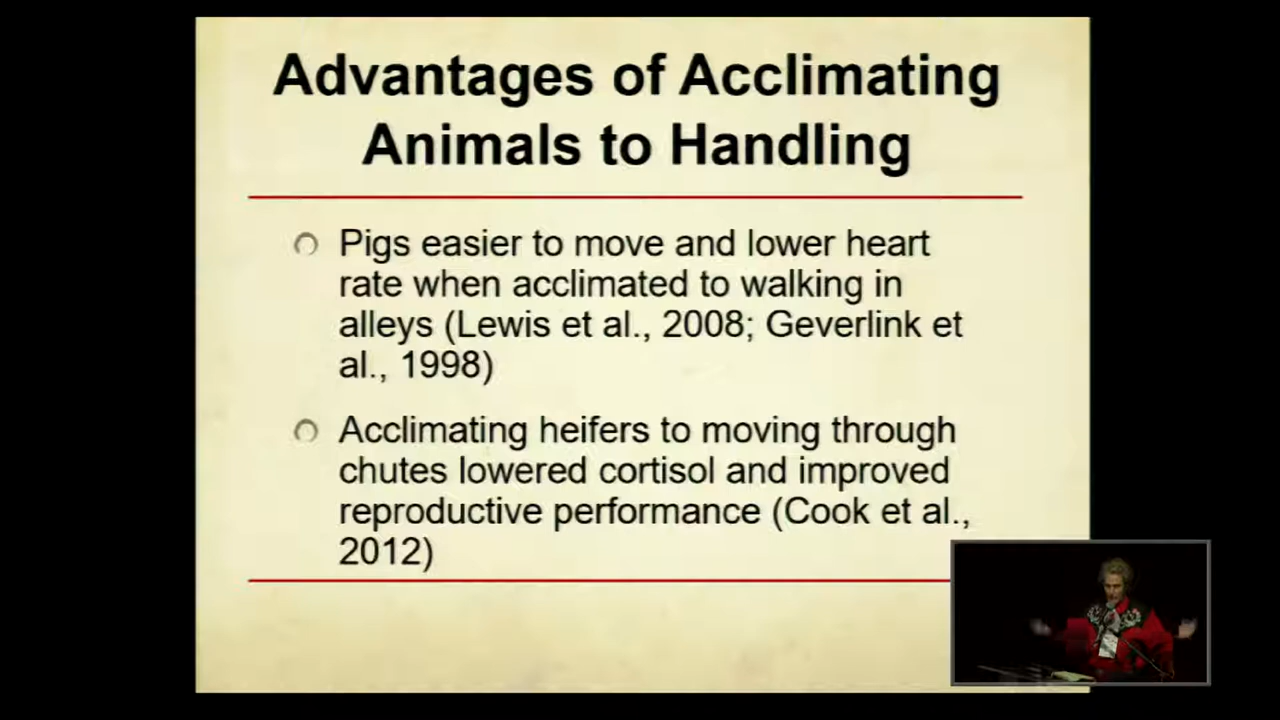 Advantages of Acclimating
Animals to Handling
Pigs easier to move and lower heart
rate when acclimated to walking in
alleys (Lewis et al., 2008; Geverlink et
al., 1998)
Acclimating heifers to moving through
chutes lowered cortisol and improved
reproductive performance (Cook et al.,
2012)